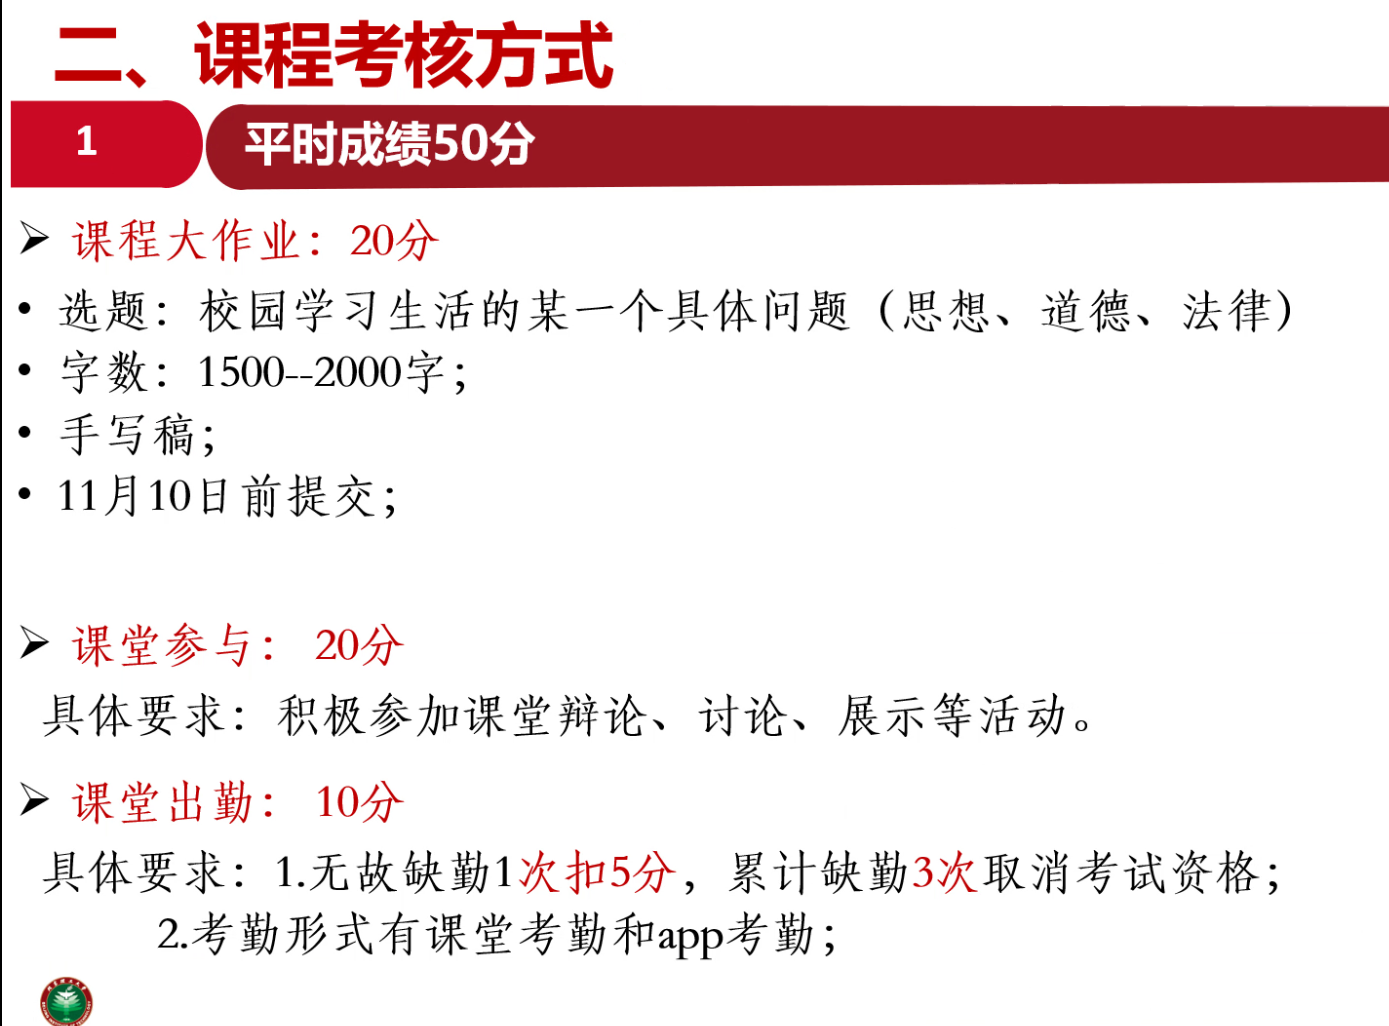 二、课程考核方式
1
平时成绩50分
课程大作业：20分
选题：校园学习生活的某一个具体问题（思想、道德、法律）
字数：1500--2000字；
手写稿；
11月10日前提交；
课堂参与： 20分
具体要求：积极参加课堂辩论、讨论、展示等活动。
课堂出勤： 10分
具体要求：1.无故缺勤1次扣5分，累计缺勤3次取消考试资格；
2.考勤形式有课堂考勤和app考勤；